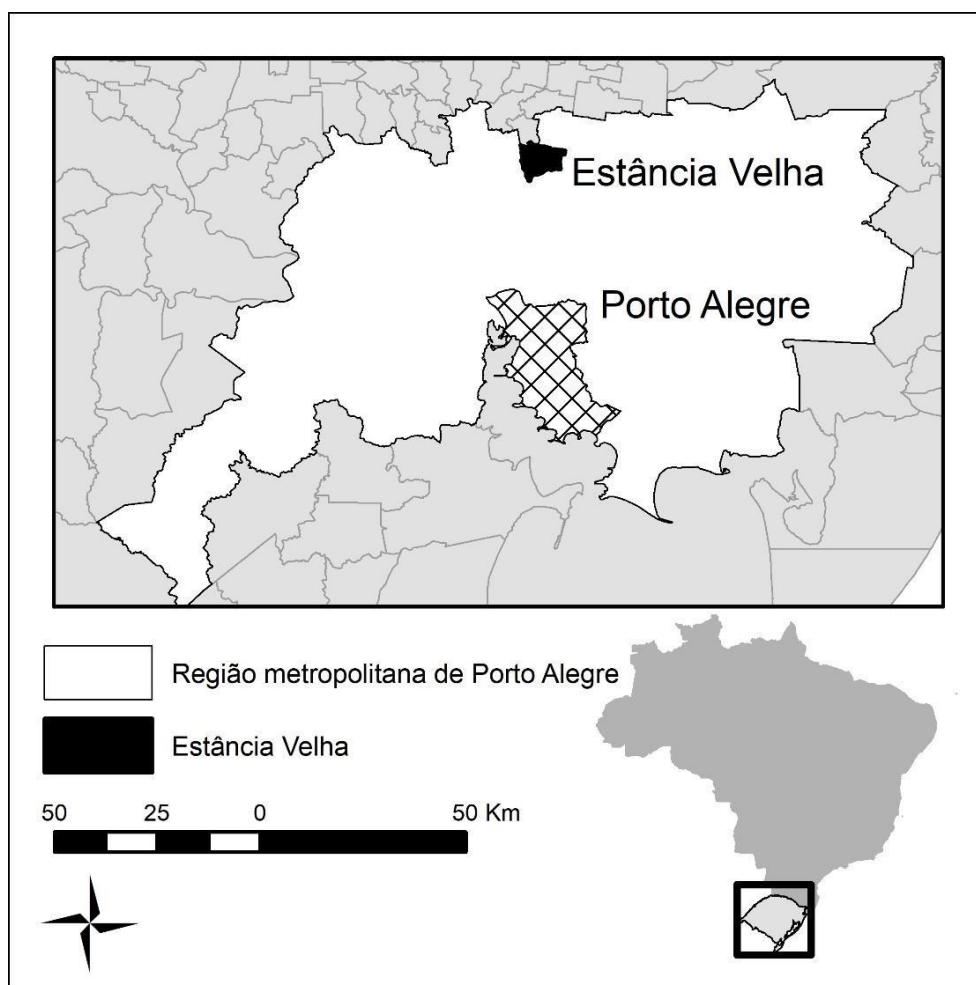 Estância Velha
Porto Alegre
Região metropolitana de Porto Alegre
Estância Velha
50 25 0 50 Km